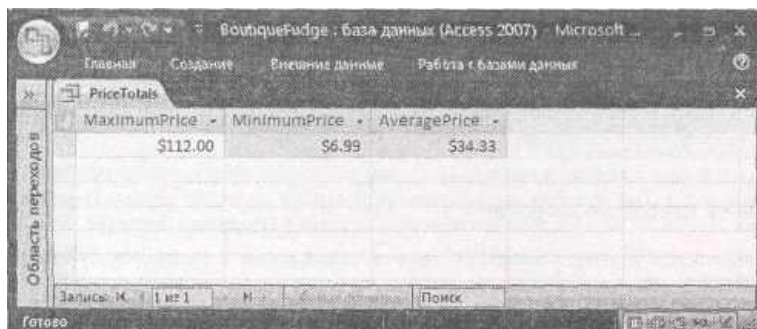 BoutiqueFudge : база данных (Access 2007) - Microsoft ...
Главная Создание Внешние данные Работа с базами данных
PriceTotals
MaximumPrice MinimumPrice AveragePrice
$112.00 $6.99 $34.33
Область переходов
Запись: 1 из 1 Поиск
Готово